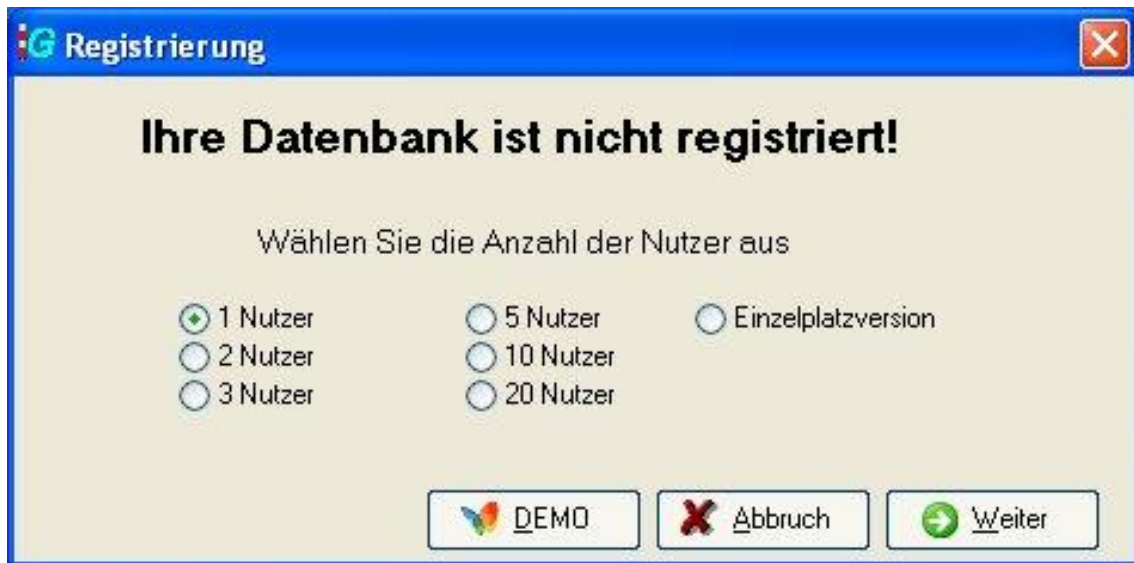 G Registrierung
Ihre Datenbank ist nicht registriert!
Wählen Sie die Anzahl der Nutzer aus
1 Nutzer 5 Nutzer Einzelplatzversion
2 Nutzer 10 Nutzer
3 Nutzer 20 Nutzer
DEMO Abbruch Weiter